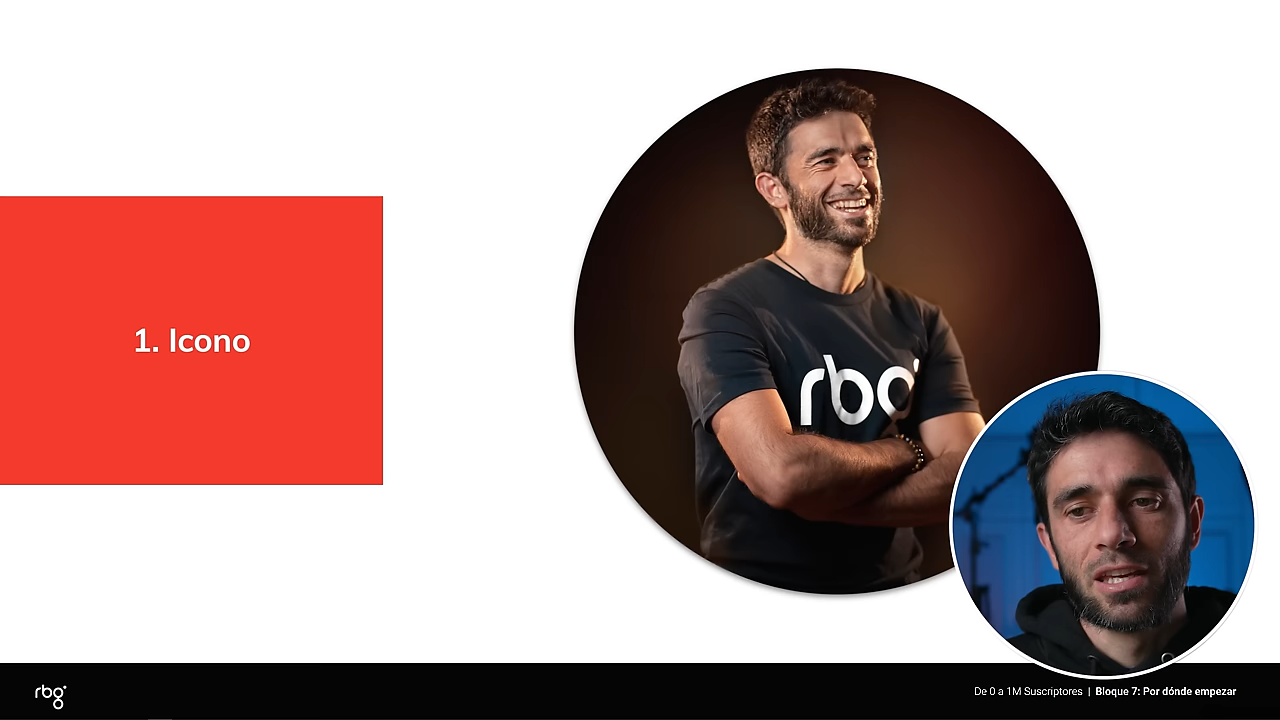 1. Icono
rbg
rbg
De 0 a 1M Suscriptores | Bloque 7: Por dónde empezar